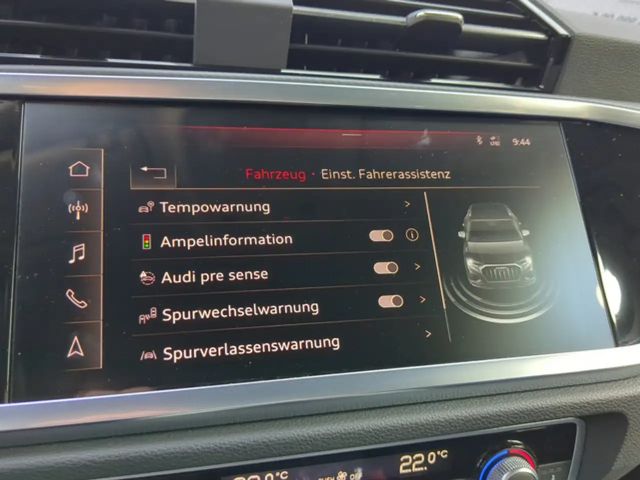 9:44
Fahrzeug · Einst. Fahrerassistenz
Tempowarnung
Ampelinformation
Audi pre sense
Spurwechselwarnung
Spurverlassenswarnung
22.0°C